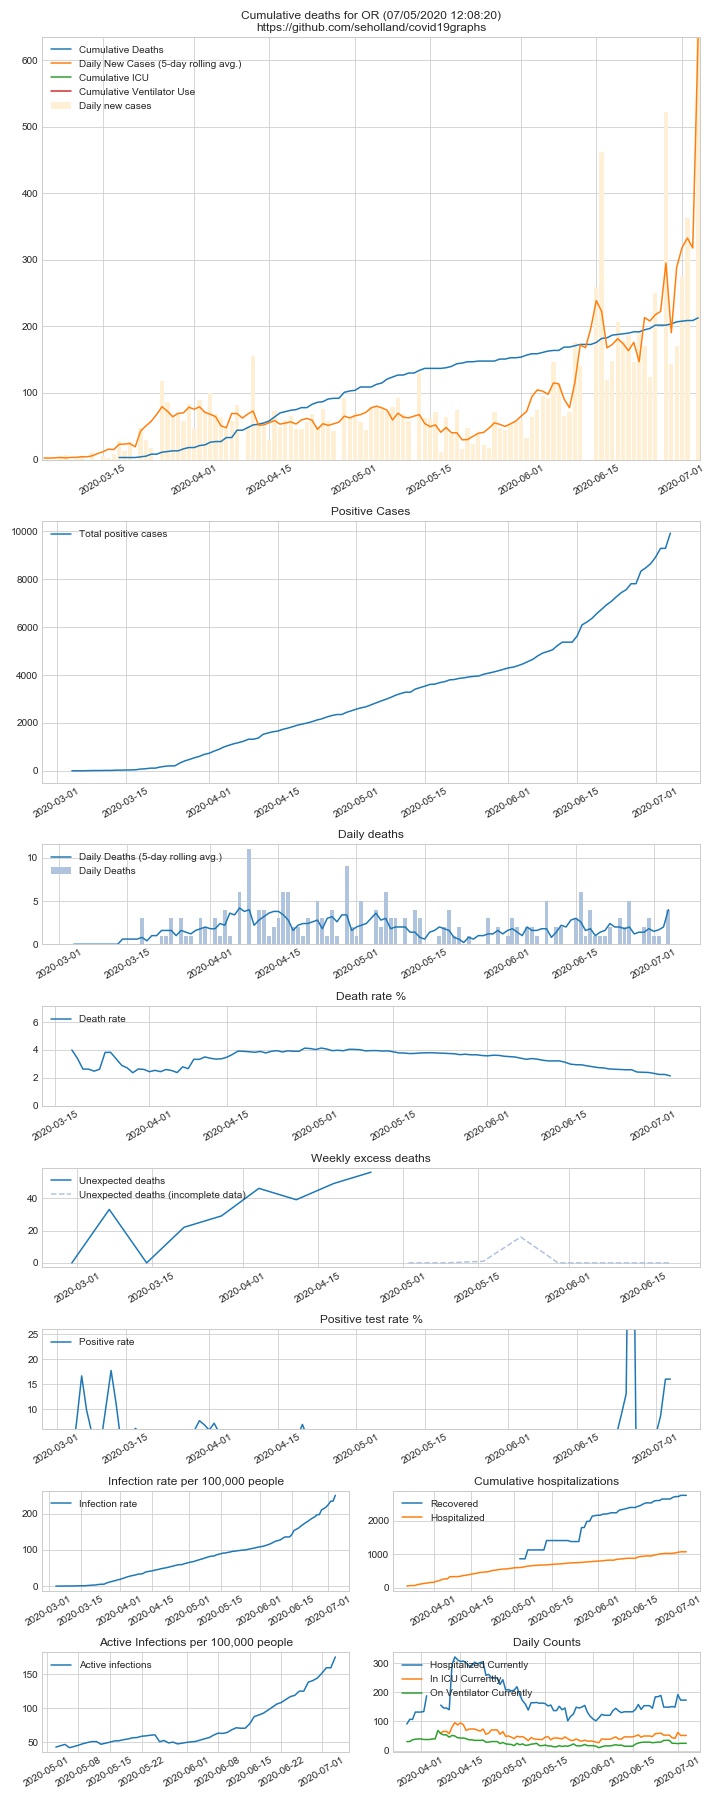 Cumulative deaths for OR (07/05/2020 12:08:20)
https://github.com/seholland/covid19graphs
Cumulative Deaths
Daily New Cases (5-day rolling avg.)
Cumulative ICU
Cumulative Ventilator Use
Daily new cases
600
500
400
300
200
100
0
2020-03-15 2020-04-01 2020-04-15 2020-05-01 2020-05-15 2020-06-01 2020-06-15 2020-07-01
Positive Cases
Total positive cases
10000
8000
6000
4000
2000
0
2020-03-01 2020-03-15 2020-04-01 2020-04-15 2020-05-01 2020-05-15 2020-06-01 2020-06-15 2020-07-01
Daily deaths
Daily Deaths (5-day rolling avg.)
Daily Deaths
10
5
0
2020-03-01 2020-03-15 2020-04-01 2020-04-15 2020-05-01 2020-05-15 2020-06-01 2020-06-15 2020-07-01
Death rate %
Death rate
6
4
2
0
2020-03-15 2020-04-01 2020-04-15 2020-05-01 2020-05-15 2020-06-01 2020-06-15 2020-07-01
Weekly excess deaths
Unexpected deaths
Unexpected deaths (incomplete data)
40
20
0
2020-03-01 2020-03-15 2020-04-01 2020-04-15 2020-05-01 2020-05-15 2020-06-01 2020-06-15
Positive test rate %
Positive rate
25
20
15
10
2020-03-01 2020-03-15 2020-04-01 2020-04-15 2020-05-01 2020-05-15 2020-06-01 2020-06-15 2020-07-01
Infection rate per 100,000 people
Infection rate
200
100
0
2020-03-01 2020-03-15 2020-04-01 2020-04-15 2020-05-01 2020-05-15 2020-06-01 2020-06-15 2020-07-01
Cumulative hospitalizations
Recovered
Hospitalized
2000
1000
0
2020-04-01 2020-04-15 2020-05-01 2020-05-15 2020-06-01 2020-06-15 2020-07-01
Active Infections per 100,000 people
Active infections
150
100
50
2020-05-01 2020-05-08 2020-05-15 2020-05-22 2020-06-01 2020-06-08 2020-06-15 2020-06-22 2020-07-01
Daily Counts
Hospitalized Currently
In ICU Currently
On Ventilator Currently
300
200
100
0
2020-04-01 2020-04-15 2020-05-01 2020-05-15 2020-06-01 2020-06-15 2020-07-01